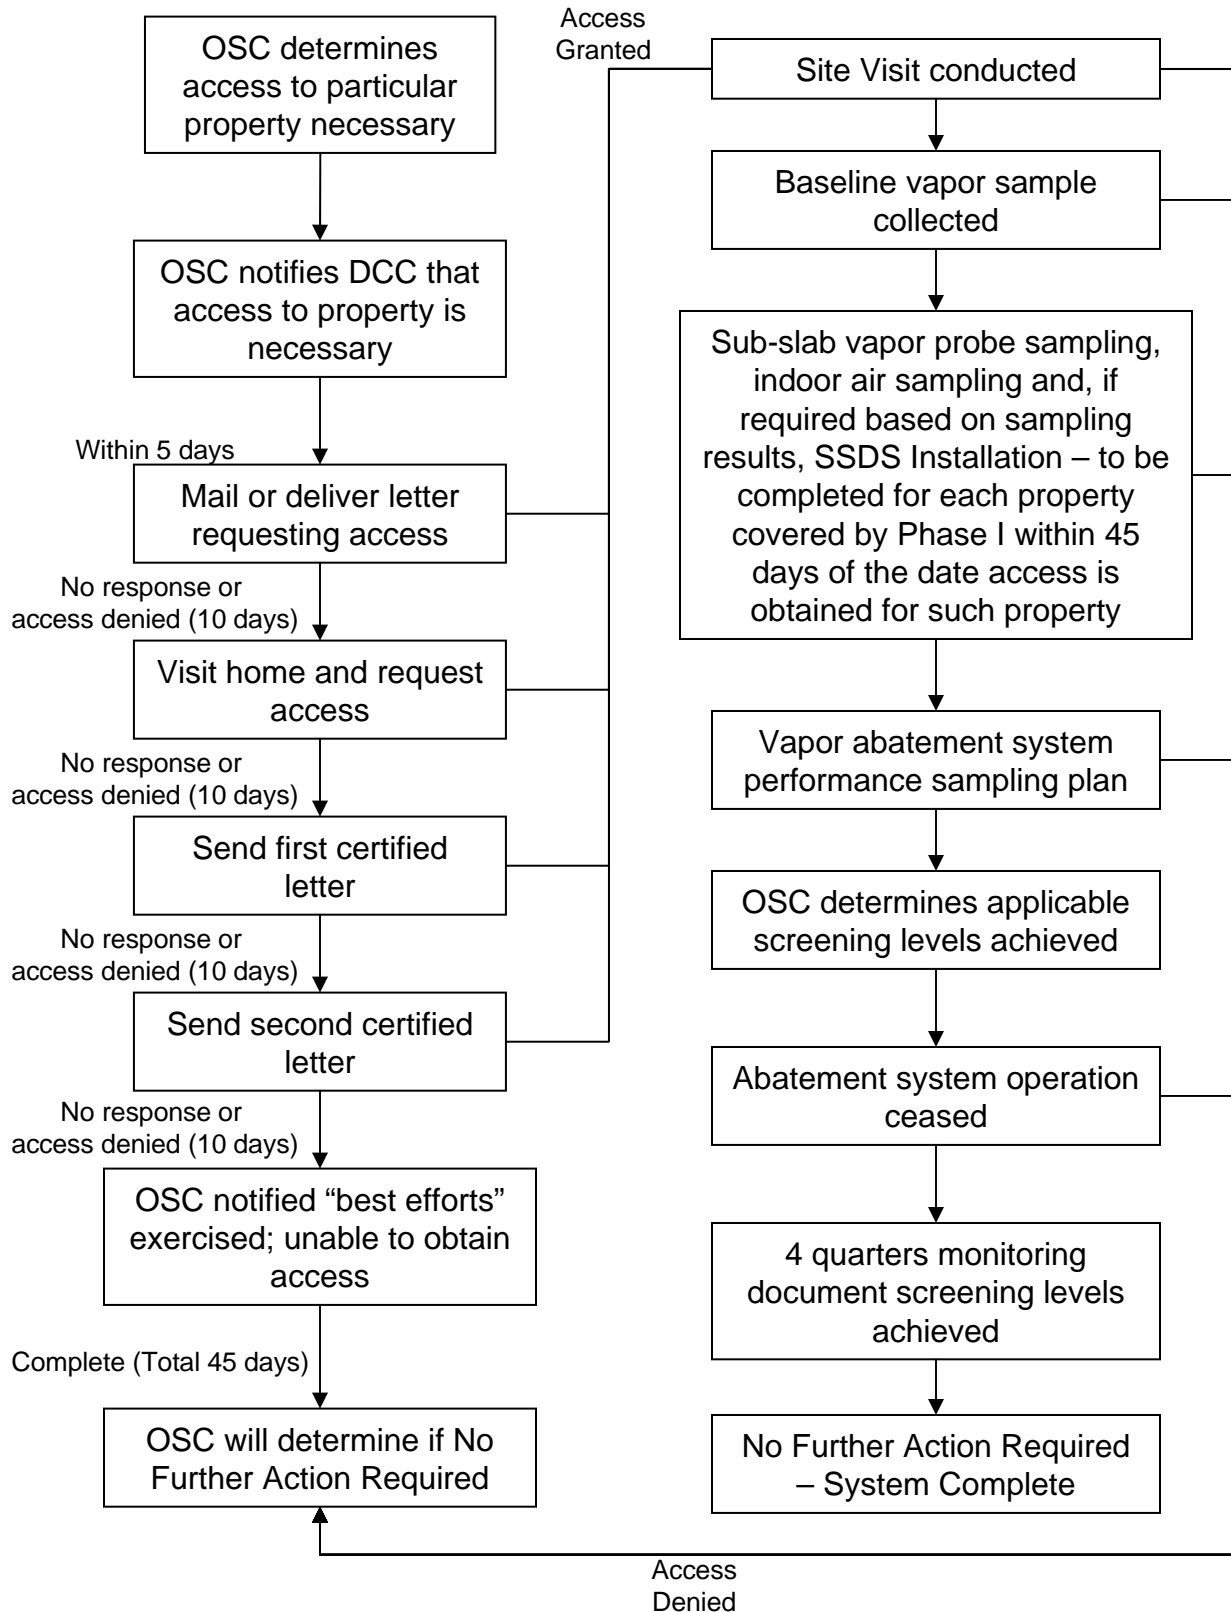 OSC determines
access to particular
property necessary
OSC notifies DCC that
access to property is
necessary
Within 5 days
Mail or deliver letter
requesting access
No response or
access denied (10 days)
Visit home and request
access
No response or
access denied (10 days)
Send first certified
letter
No response or
access denied (10 days)
Send second certified
letter
No response or
access denied (10 days)
OSC notified “best efforts”
exercised; unable to obtain
access
Complete (Total 45 days)
OSC will determine if No
Further Action Required
Access
Granted
Site Visit conducted
Baseline vapor sample
collected
Sub-slab vapor probe sampling,
indoor air sampling and, if
required based on sampling
results, SSDS Installation – to be
completed for each property
covered by Phase I within 45
days of the date access is
obtained for such property
Vapor abatement system
performance sampling plan
OSC determines applicable
screening levels achieved
Abatement system operation
ceased
4 quarters monitoring
document screening levels
achieved
No Further Action Required
– System Complete
Access
Denied